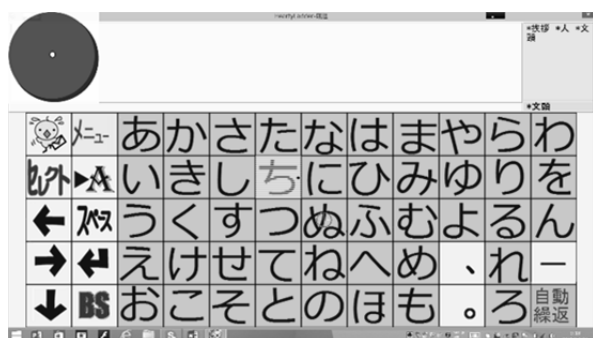 *挨拶 *人 *文頭
*文頭
メニュー あ か さ た な は ま や ら わ
セレクト ▶A い き し ち に ひ み ゆ り を
← スペース う く す つ ぬ ふ む よ る ん
→ ↵ え け せ て ね へ め 、 れ ー
↓ BS お こ そ と の ほ も 。 ろ 自動繰返